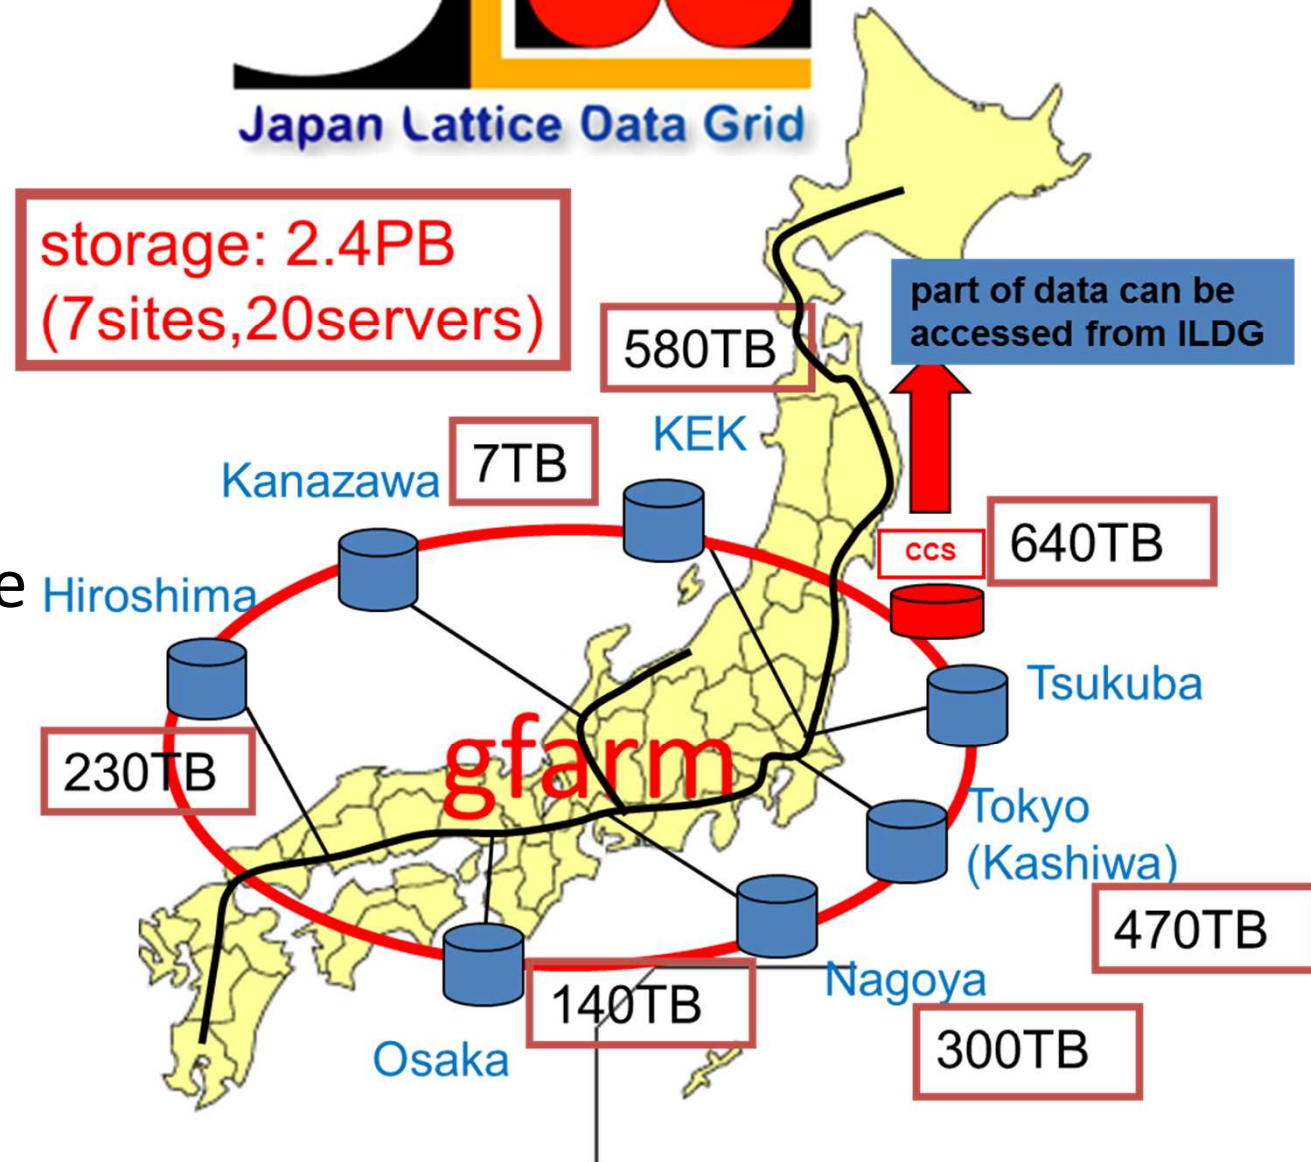 Japan Lattice Data Grid
storage: 2.4PB
(7sites,20servers)
part of data can be
accessed from ILDG
580TB
KEK
7TB
Kanazawa
CCS
640TB
e
Hiroshima
Tsukuba
230TB
gfarm
Tokyo
(Kashiwa)
470TB
Nagoya
140TB
Osaka
300TB